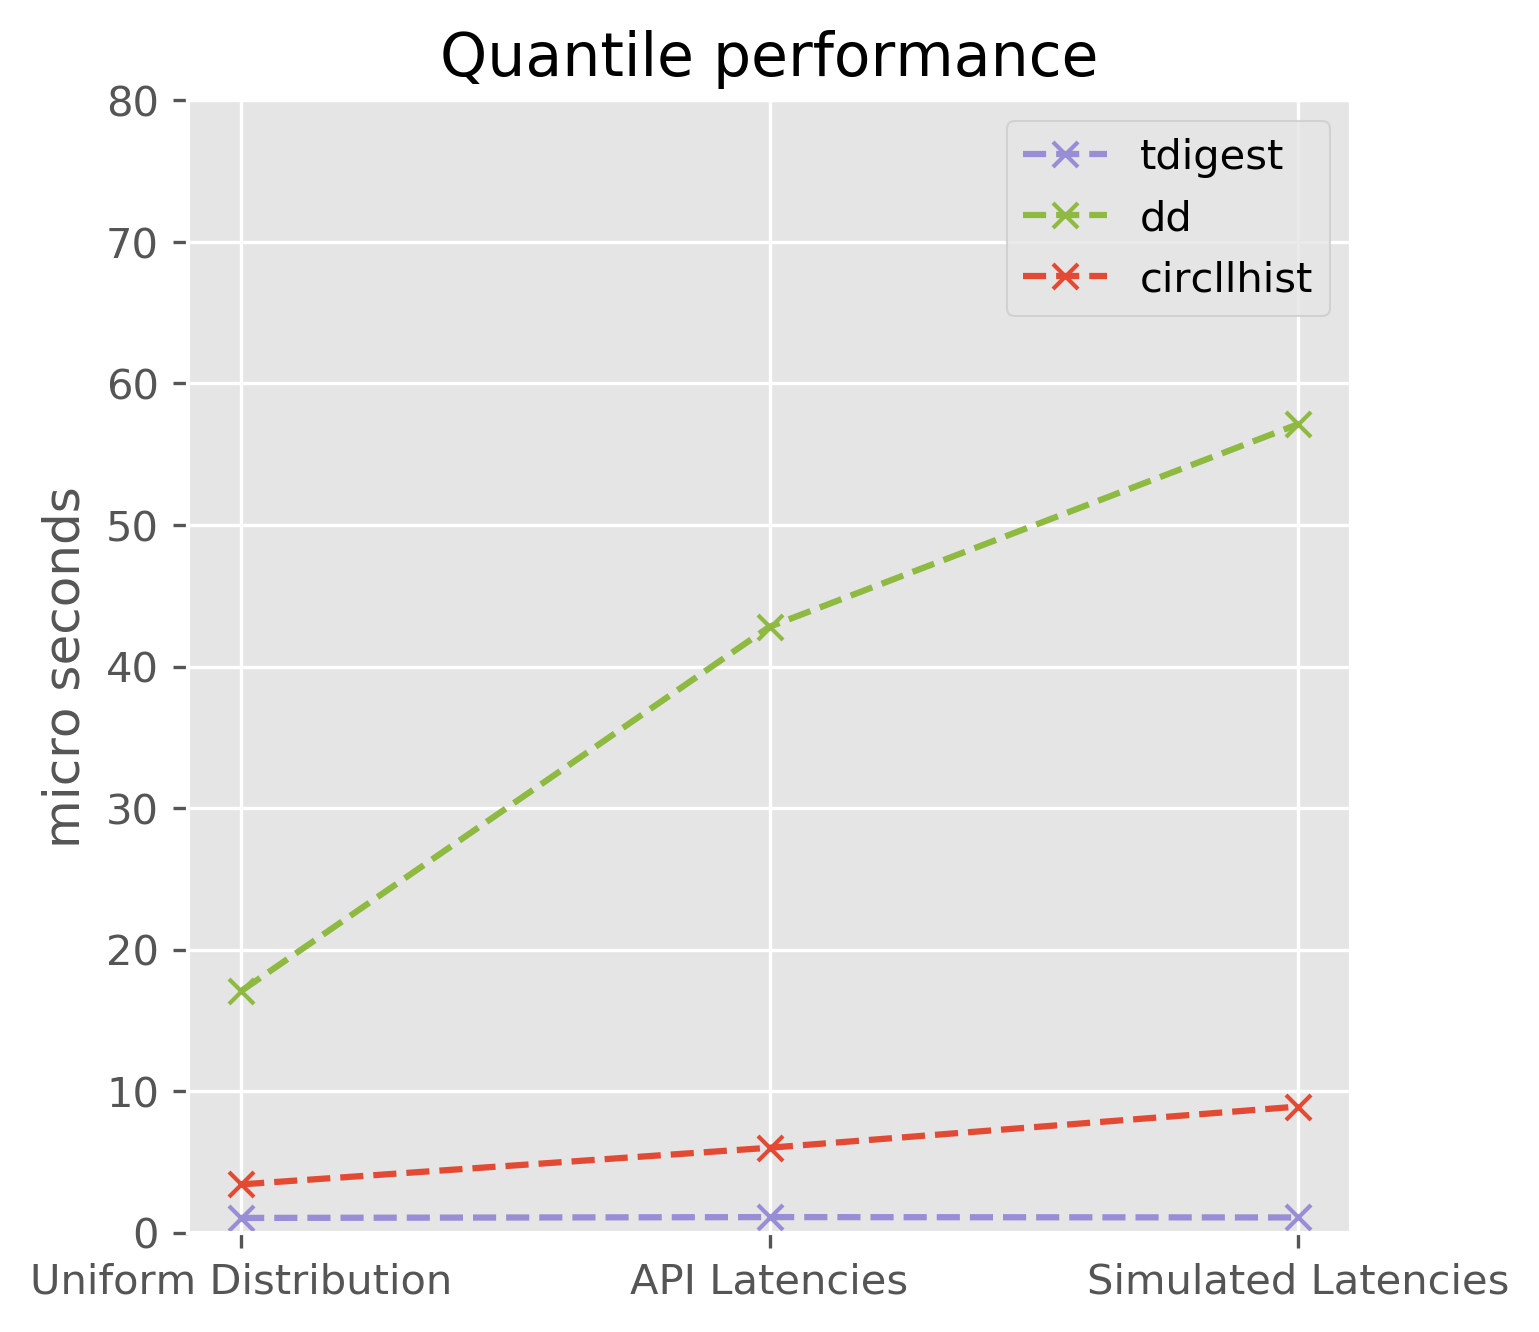 Quantile performance
80
70
60
50
40
30
20
10
0
micro seconds
tdigest
dd
circllhist
Uniform Distribution
API Latencies
Simulated Latencies